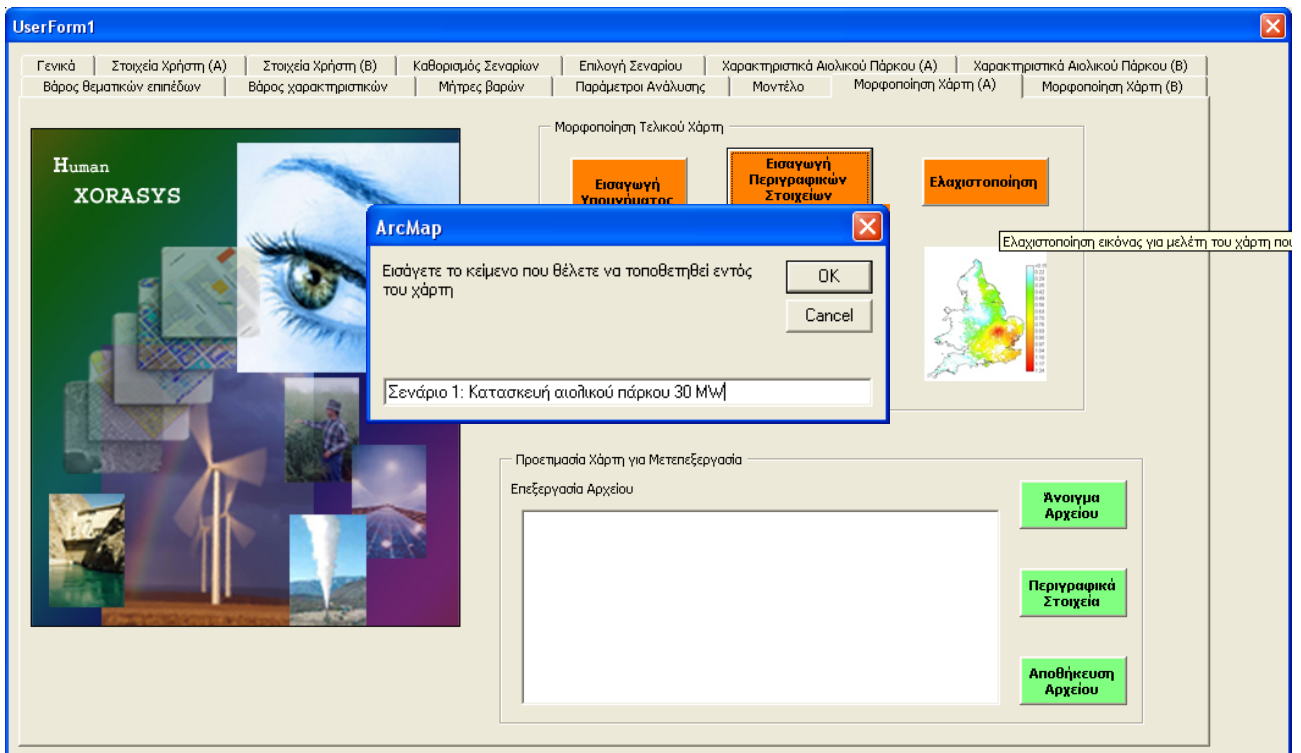 UserForm1
Γενικά
Στοιχεία Χρήστη (Α)
Στοιχεία Χρήστη (Β)
Καθορισμός Σεναρίων
Επιλογή Σεναρίου
Χαρακτηριστικά Αιολικού Πάρκου (Α)
Χαρακτηριστικά Αιολικού Πάρκου (Β)
Βάρος θεματικών επιπέδων
Βάρος χαρακτηριστικών
Μήτρες βαρών
Παράμετροι Ανάλυσης
Μοντέλο
Μορφοποίηση Χάρτη (Α)
Μορφοποίηση Χάρτη (Β)
Human
XORASYS
Μορφοποίηση Τελικού Χάρτη
Εισαγωγή
Υπομνήματος
Εισαγωγή
Περιγραφικών
Στοιχείων
Ελαχιστοποίηση
Ελαχιστοποίηση εικόνας για μελέτη του χάρτη που
ArcMap
Εισάγετε το κείμενο που θέλετε να τοποθετηθεί εντός
του χάρτη
OK
Cancel
Σενάριο 1: Κατασκευή αιολικού πάρκου 30 MW
Προετιμασία Χάρτη για Μετεπεξεργασία
Επεξεργασία Αρχείου
Άνοιγμα
Αρχείου
Περιγραφικά
Στοιχεία
Αποθήκευση
Αρχείου